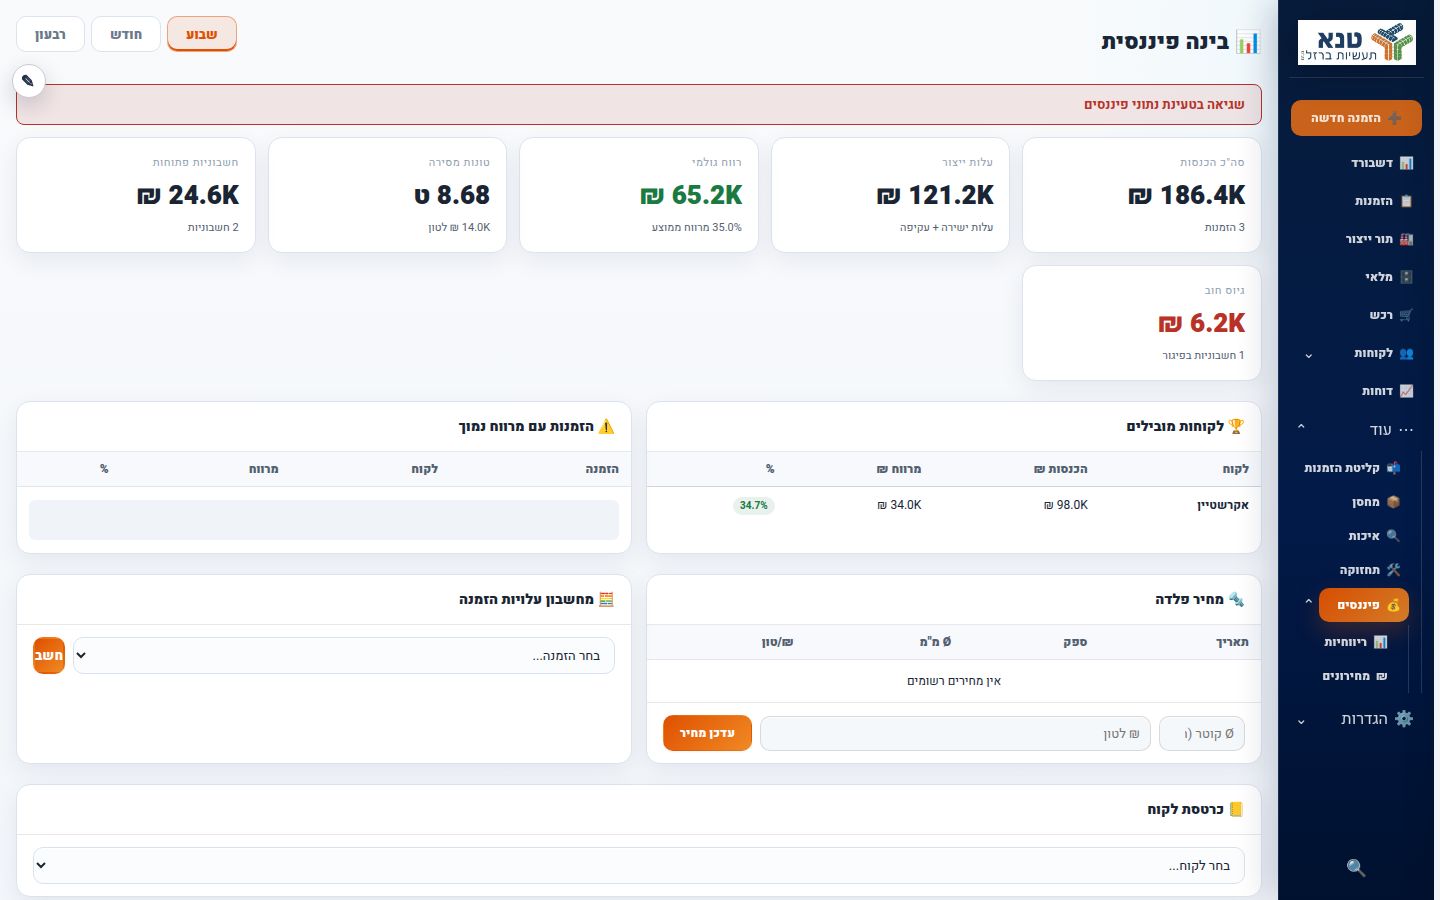 טנא
תעשיות ברזל
הזמנה חדשה
דשבורד
הזמנות
תור ייצור
מלאי
רכש
לקוחות
דוחות
עוד
קליטת הזמנות
מחסן
איכות
תחזוקה
פיננסים
ריווחיות
₪ מחירונים
הגדרות
בינה פיננסית
שבוע
חודש
רבעון
שגיאה בטעינת נתוני פיננסים
סה"כ הכנסות
186.4K ₪
3 הזמנות
עלות ייצור
121.2K ₪
עלות ישירה + עקיפה
רווח גולמי
65.2K ₪
35.0% מרווח ממוצע
טונות מסירה
8.68 ט
14.0K ₪ לטון
חשבוניות פתוחות
24.6K ₪
2 חשבוניות
גיוס חוב
6.2K ₪
1 חשבוניות בפיגור
לקוחות מובילים
לקוח
הכנסות ₪
מרווח ₪
%
אקרשטיין
98.0K ₪
34.0K ₪
34.7%
הזמנות עם מרווח נמוך
הזמנה
לקוח
מרווח
%
מחיר פלדה
תאריך
ספק
Ø מ"מ
₪/טון
אין מחירים רשומים
Ø קוטר (ו
₪ לטון
עדכן מחיר
מחשבון עלויות הזמנה
בחר הזמנה...
חשב
כרטסת לקוח
בחר לקוח...